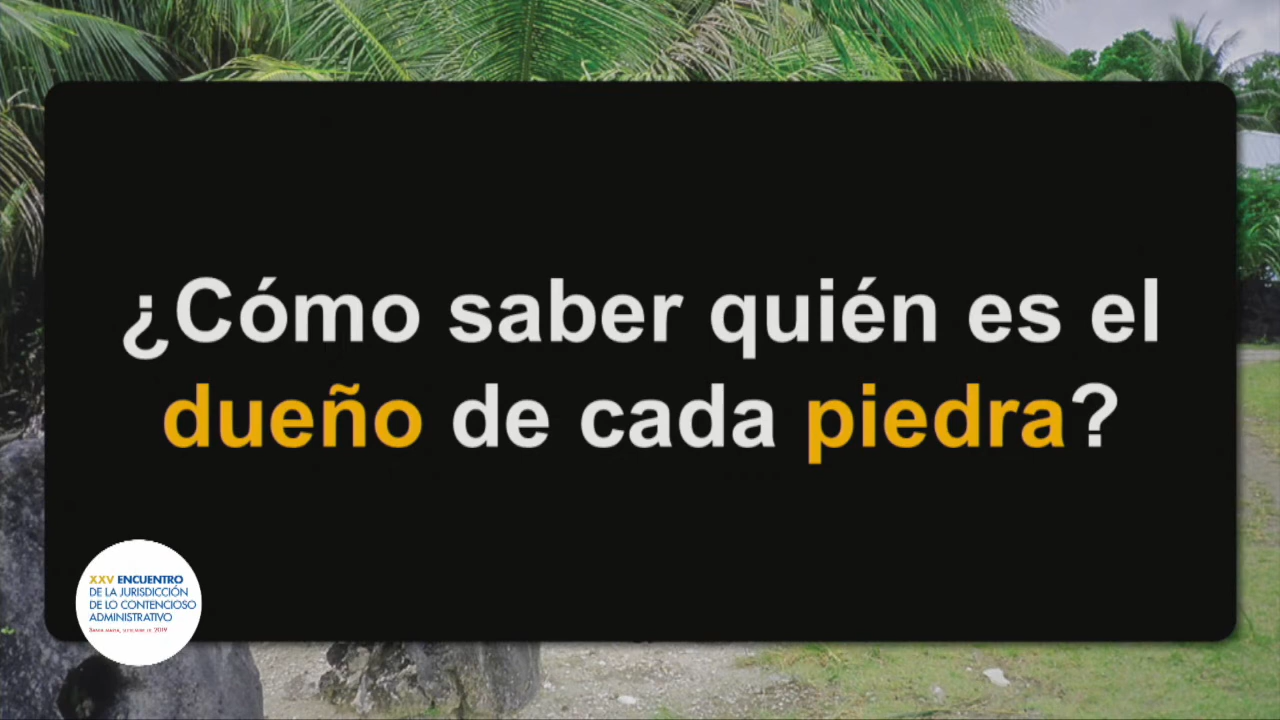 ¿Cómo saber quién es el
dueño de cada piedra?
XXV ENCUENTRO
DE LA JURISDICCIÓN
DE LO CONTENCIOSO
ADMINISTRATIVO